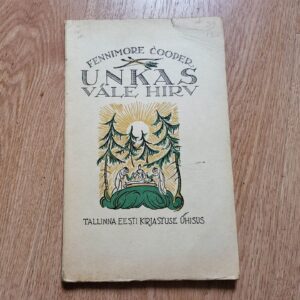 FENNIMORE COOPER
UNKAS
VÄLE HIRV
TALLINNA EESTI KIRJASTUSE ÜHISUS